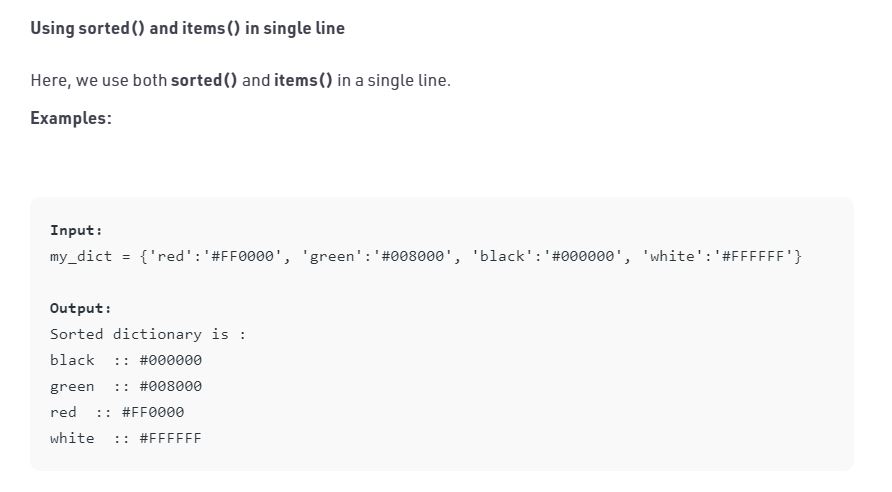 Using sorted() and items() in single line
Here, we use both sorted() and items() in a single line.
Examples:
Input:
my_dict = {'red':'#FF0000', 'green':'#008000', 'black':'#000000', 'white':'#FFFFFF'}
Output:
Sorted dictionary is :
black  :: #000000
green  :: #008000
red  :: #FF0000
white  :: #FFFFFF